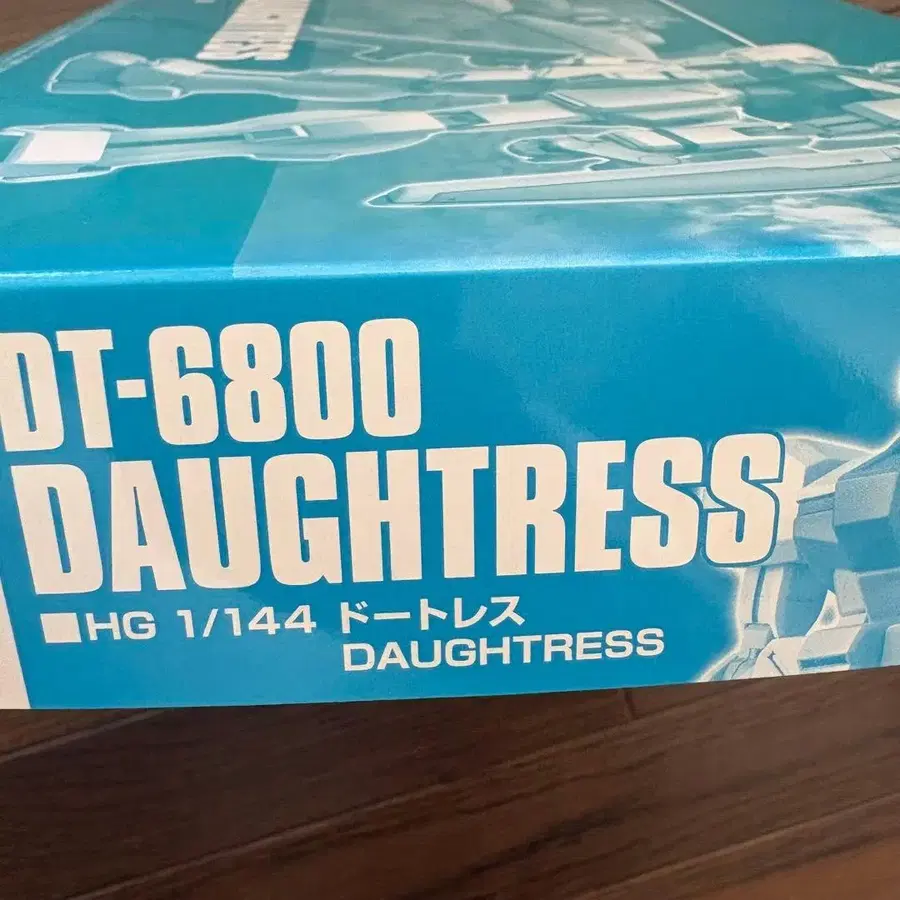 DT-6800
DAUGHTRESS
■HG 1/144 ドートレス
DAUGHTRESS